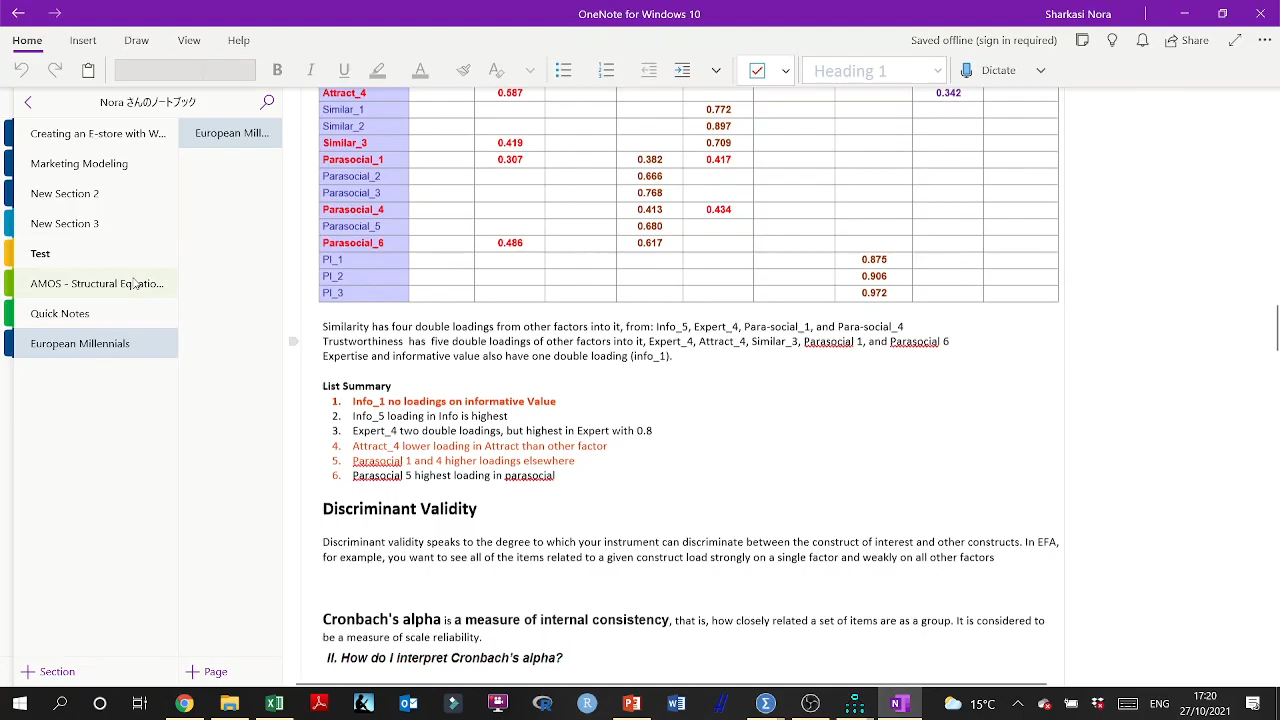 OneNote for Windows 10
Sharkasi Nora
Home Insert Draw View Help
Saved offline (sign in required)
Share
B I U A
Heading 1
Dictate
Nora さんのノートブック
Creating an E-store with W...
Marketing Modeling
New Section 2
New Section 3
Test
AMOS - Structural Equatio...
Quick Notes
European Millennials
Section
European Mill...
Page
Attract_4 0.587 0.342
Similar_1 0.772
Similar_2 0.897
Similar_3 0.419 0.709
Parasocial_1 0.307 0.382 0.417
Parasocial_2 0.666
Parasocial_3 0.768
Parasocial_4 0.413 0.434
Parasocial_5 0.680
Parasocial_6 0.486 0.617
PI_1 0.875
PI_2 0.906
PI_3 0.972
Similarity has four double loadings from other factors into it, from: Info_5, Expert_4, Para-social_1, and Para-social_4
Trustworthiness has five double loadings of other factors into it, Expert_4, Attract_4, Similar_3, Parasocial 1, and Parasocial 6
Expertise and informative value also have one double loading (info_1).
List Summary
1. Info_1 no loadings on informative Value
2. Info_5 loading in Info is highest
3. Expert_4 two double loadings, but highest in Expert with 0.8
4. Attract_4 lower loading in Attract than other factor
5. Parasocial 1 and 4 higher loadings elsewhere
6. Parasocial 5 highest loading in parasocial
Discriminant Validity
Discriminant validity speaks to the degree to which your instrument can discriminate between the construct of interest and other constructs. In EFA,
for example, you want to see all of the items related to a given construct load strongly on a single factor and weakly on all other factors
Cronbach's alpha is a measure of internal consistency, that is, how closely related a set of items are as a group. It is considered to
be a measure of scale reliability.
II. How do I interpret Cronbach's alpha?
15°C
ENG
17:20
27/10/2021